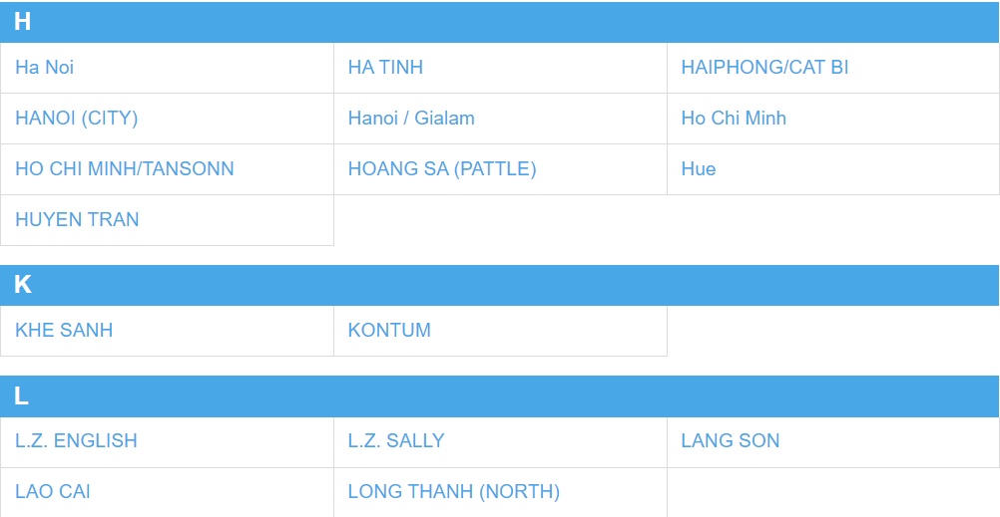 H
Ha Noi
HA TINH
HAIPHONG/CAT BI
HANOI (CITY)
Hanoi / Gialam
Ho Chi Minh
HO CHI MINH/TANSONN
HOANG SA (PATTLE)
Hue
HUYEN TRAN
K
KHE SANH
KONTUM
L
L.Z. ENGLISH
L.Z. SALLY
LANG SON
LAO CAI
LONG THANH (NORTH)